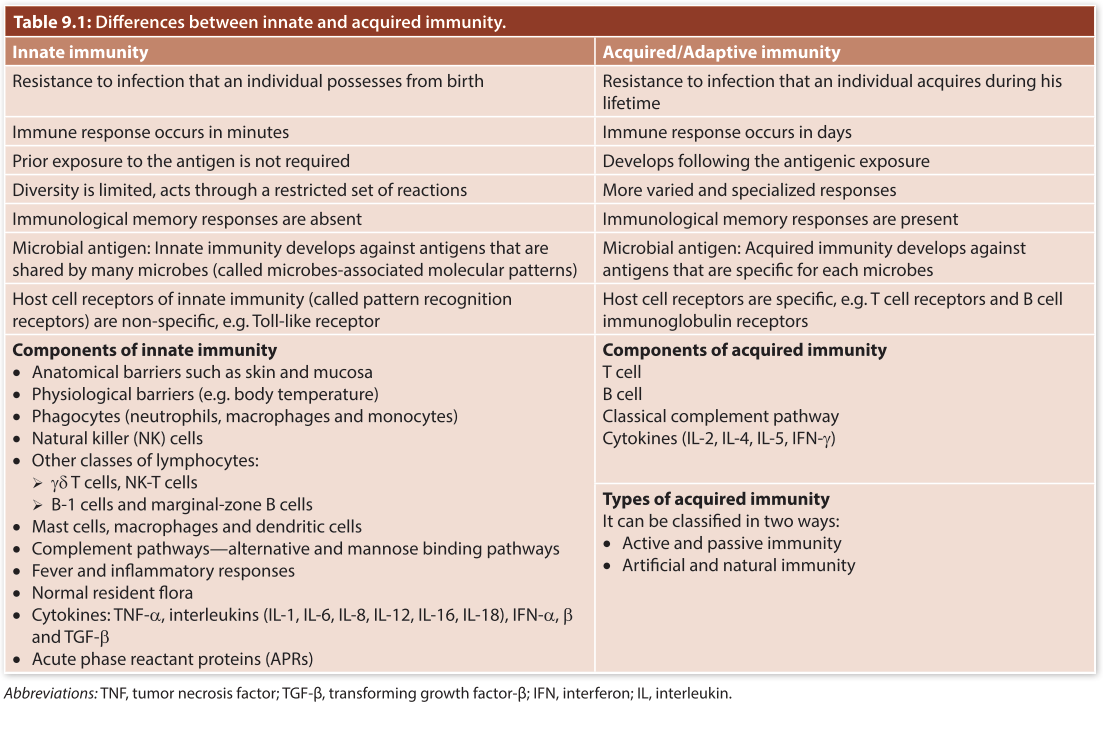 Table 9.1: Differences between innate and acquired immunity.
Innate immunity
Acquired/Adaptive immunity
Resistance to infection that an individual possesses from birth
Resistance to infection that an individual acquires during his
lifetime
Immune response occurs in minutes
Immune response occurs in days
Prior exposure to the antigen is not required
Develops following the antigenic exposure
Diversity is limited, acts through a restricted set of reactions
More varied and specialized responses
Immunological memory responses are absent
Immunological memory responses are present
Microbial antigen: Innate immunity develops against antigens that are
shared by many microbes (called microbes-associated molecular patterns)
Microbial antigen: Acquired immunity develops against
antigens that are specific for each microbes
Host cell receptors of innate immunity (called pattern recognition
receptors) are non-specific, e.g. Toll-like receptor
Host cell receptors are specific, e.g. T cell receptors and B cell
immunoglobulin receptors
Components of innate immunity
• Anatomical barriers such as skin and mucosa
• Physiological barriers (e.g. body temperature)
• Phagocytes (neutrophils, macrophages and monocytes)
• Natural killer (NK) cells
• Other classes of lymphocytes:
➢ γδ T cells, NK-T cells
➢ B-1 cells and marginal-zone B cells
• Mast cells, macrophages and dendritic cells
• Complement pathways—alternative and mannose binding pathways
• Fever and inflammatory responses
• Normal resident flora
• Cytokines: TNF-α, interleukins (IL-1, IL-6, IL-8, IL-12, IL-16, IL-18), IFN-α, β
and TGF-β
• Acute phase reactant proteins (APRs)
Components of acquired immunity
T cell
B cell
Classical complement pathway
Cytokines (IL-2, IL-4, IL-5, IFN-γ)
Types of acquired immunity
It can be classified in two ways:
• Active and passive immunity
• Artificial and natural immunity
Abbreviations: TNF, tumor necrosis factor; TGF-β, transforming growth factor-β; IFN, interferon; IL, interleukin.